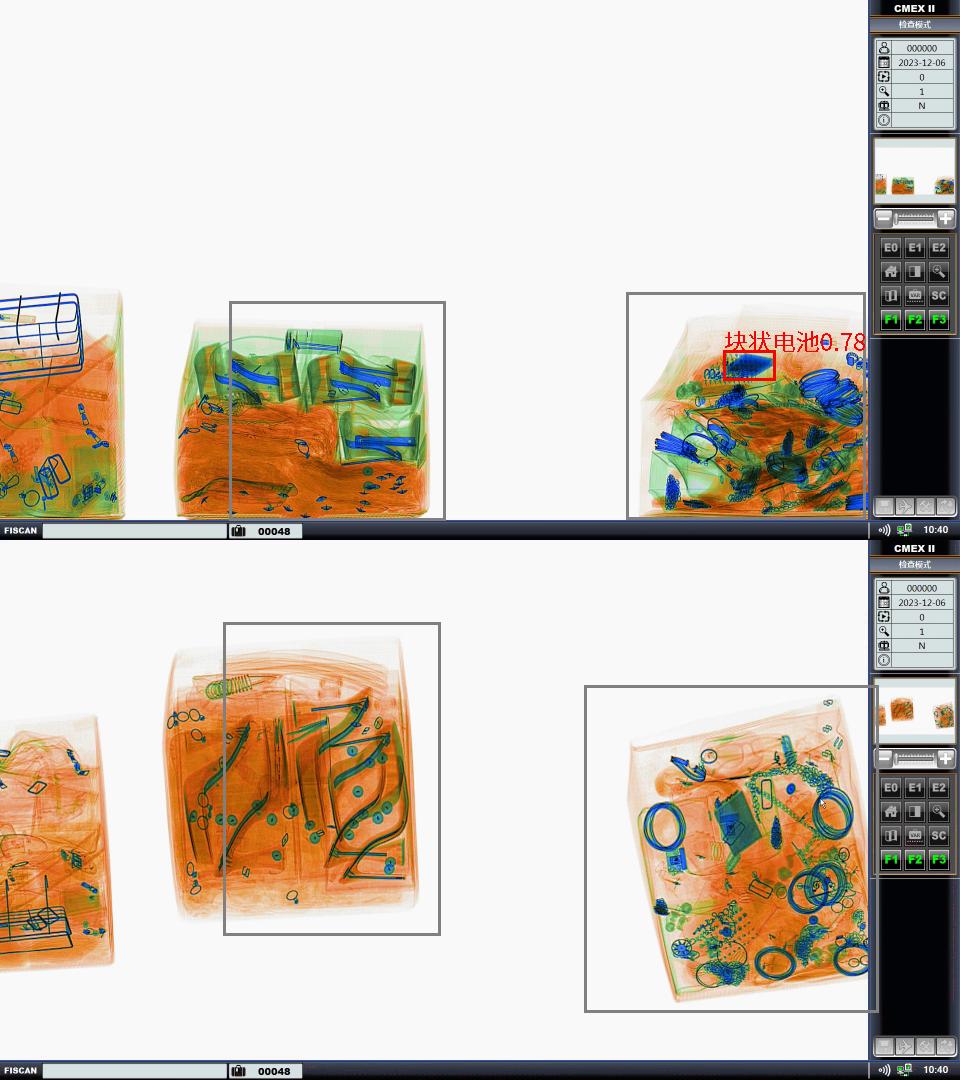 CMEX II
检查模式
000000
2023-12-06
0
1
N
E0 E1 E2
SC
F1 F2 F3
块状电池0.78
FISCAN
00048
10:40
CMEX II
检查模式
000000
2023-12-06
0
1
N
E0 E1 E2
SC
F1 F2 F3
FISCAN
00048
10:40